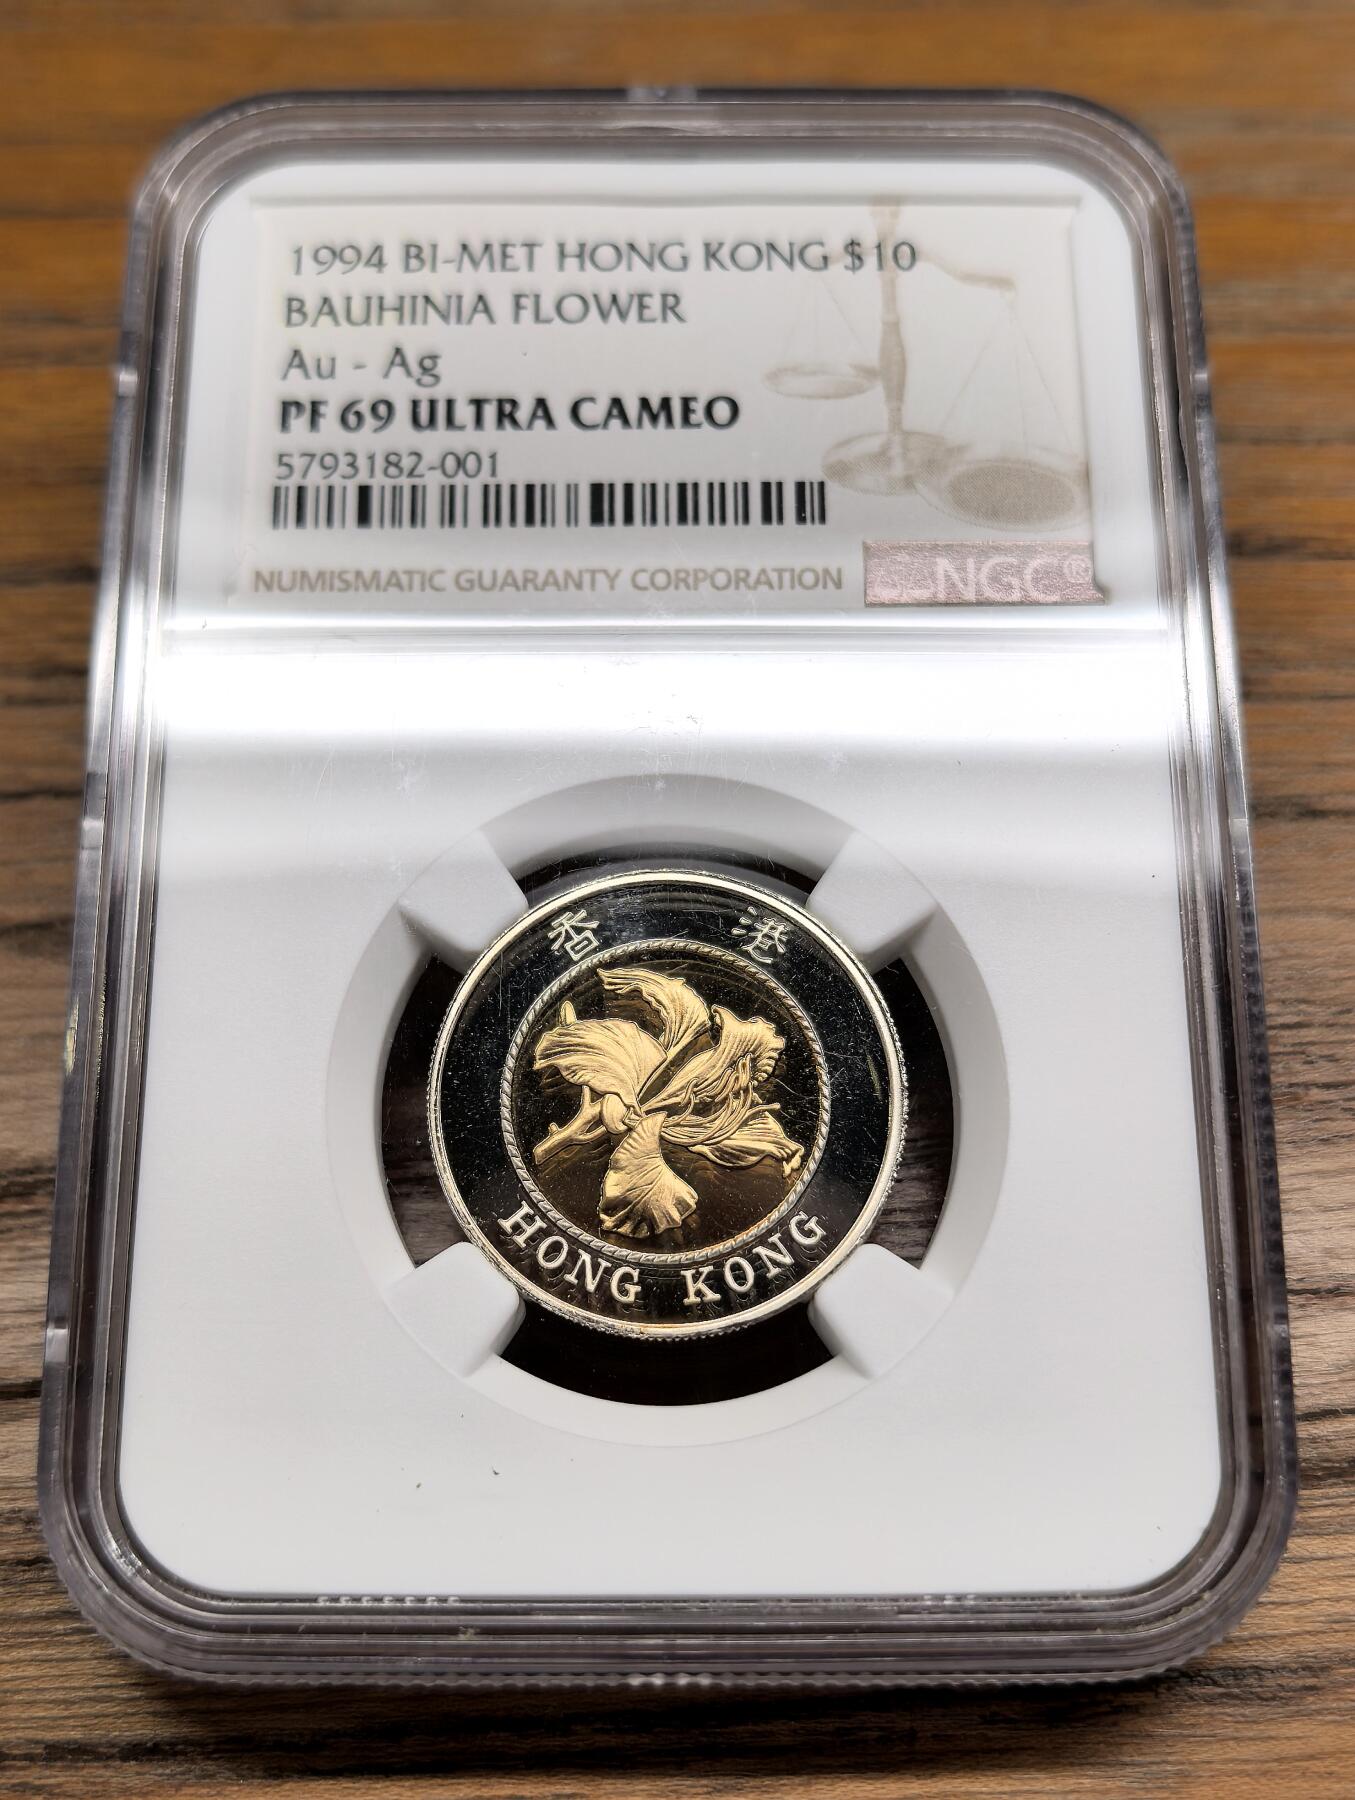 1994 BI-MET HONG KONG $10
BAUHINIA FLOWER
Au - Ag
PF 69 ULTRA CAMEO
5793182-001
NUMISMATIC GUARANTY CORPORATION
NGC®
香 港
HONG KONG